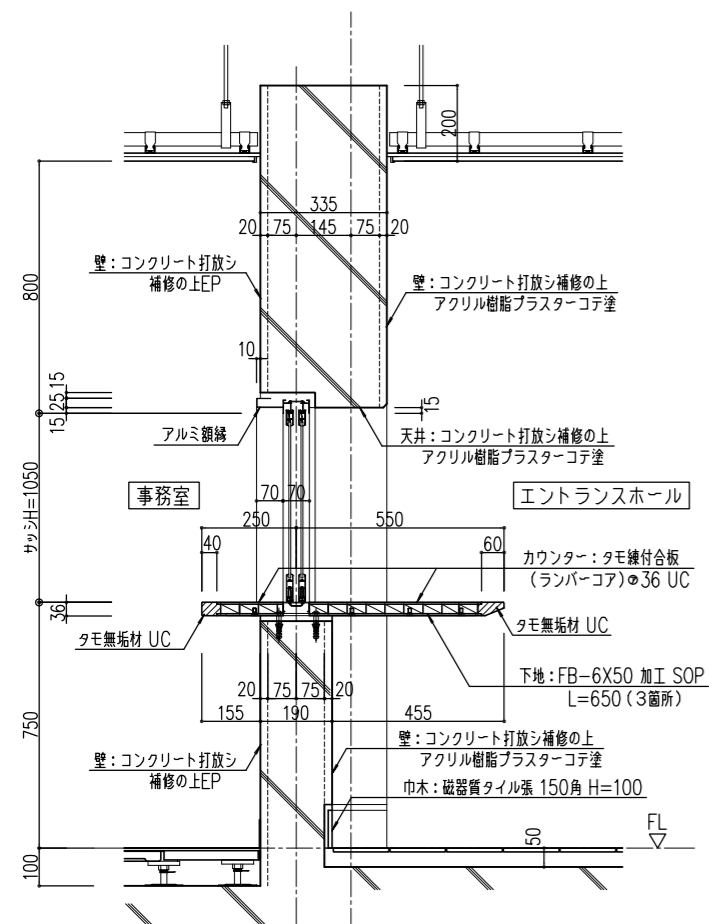 200
335
20 75 145 75 20
壁：コンクリート打放シ
補修の上EP
壁：コンクリート打放シ補修の上
アクリル樹脂プラスターコテ塗
800
10
15
25
15
15
アルミ額縁
天井：コンクリート打放シ補修の上
アクリル樹脂プラスターコテ塗
事務室
エントランスホール
サッシH=1050
70 70
250 550
40
60
カウンター：タモ練付合板
(ランバーコア)㋐36 UC
36
タモ無垢材 UC
タモ無垢材 UC
下地：FB-6X50 加工 SOP
L=650 (3箇所)
20 75 75 20
155 190 455
750
壁：コンクリート打放シ
補修の上EP
壁：コンクリート打放シ補修の上
アクリル樹脂プラスターコテ塗
巾木：磁器質タイル張 150角 H=100
FL
50
100